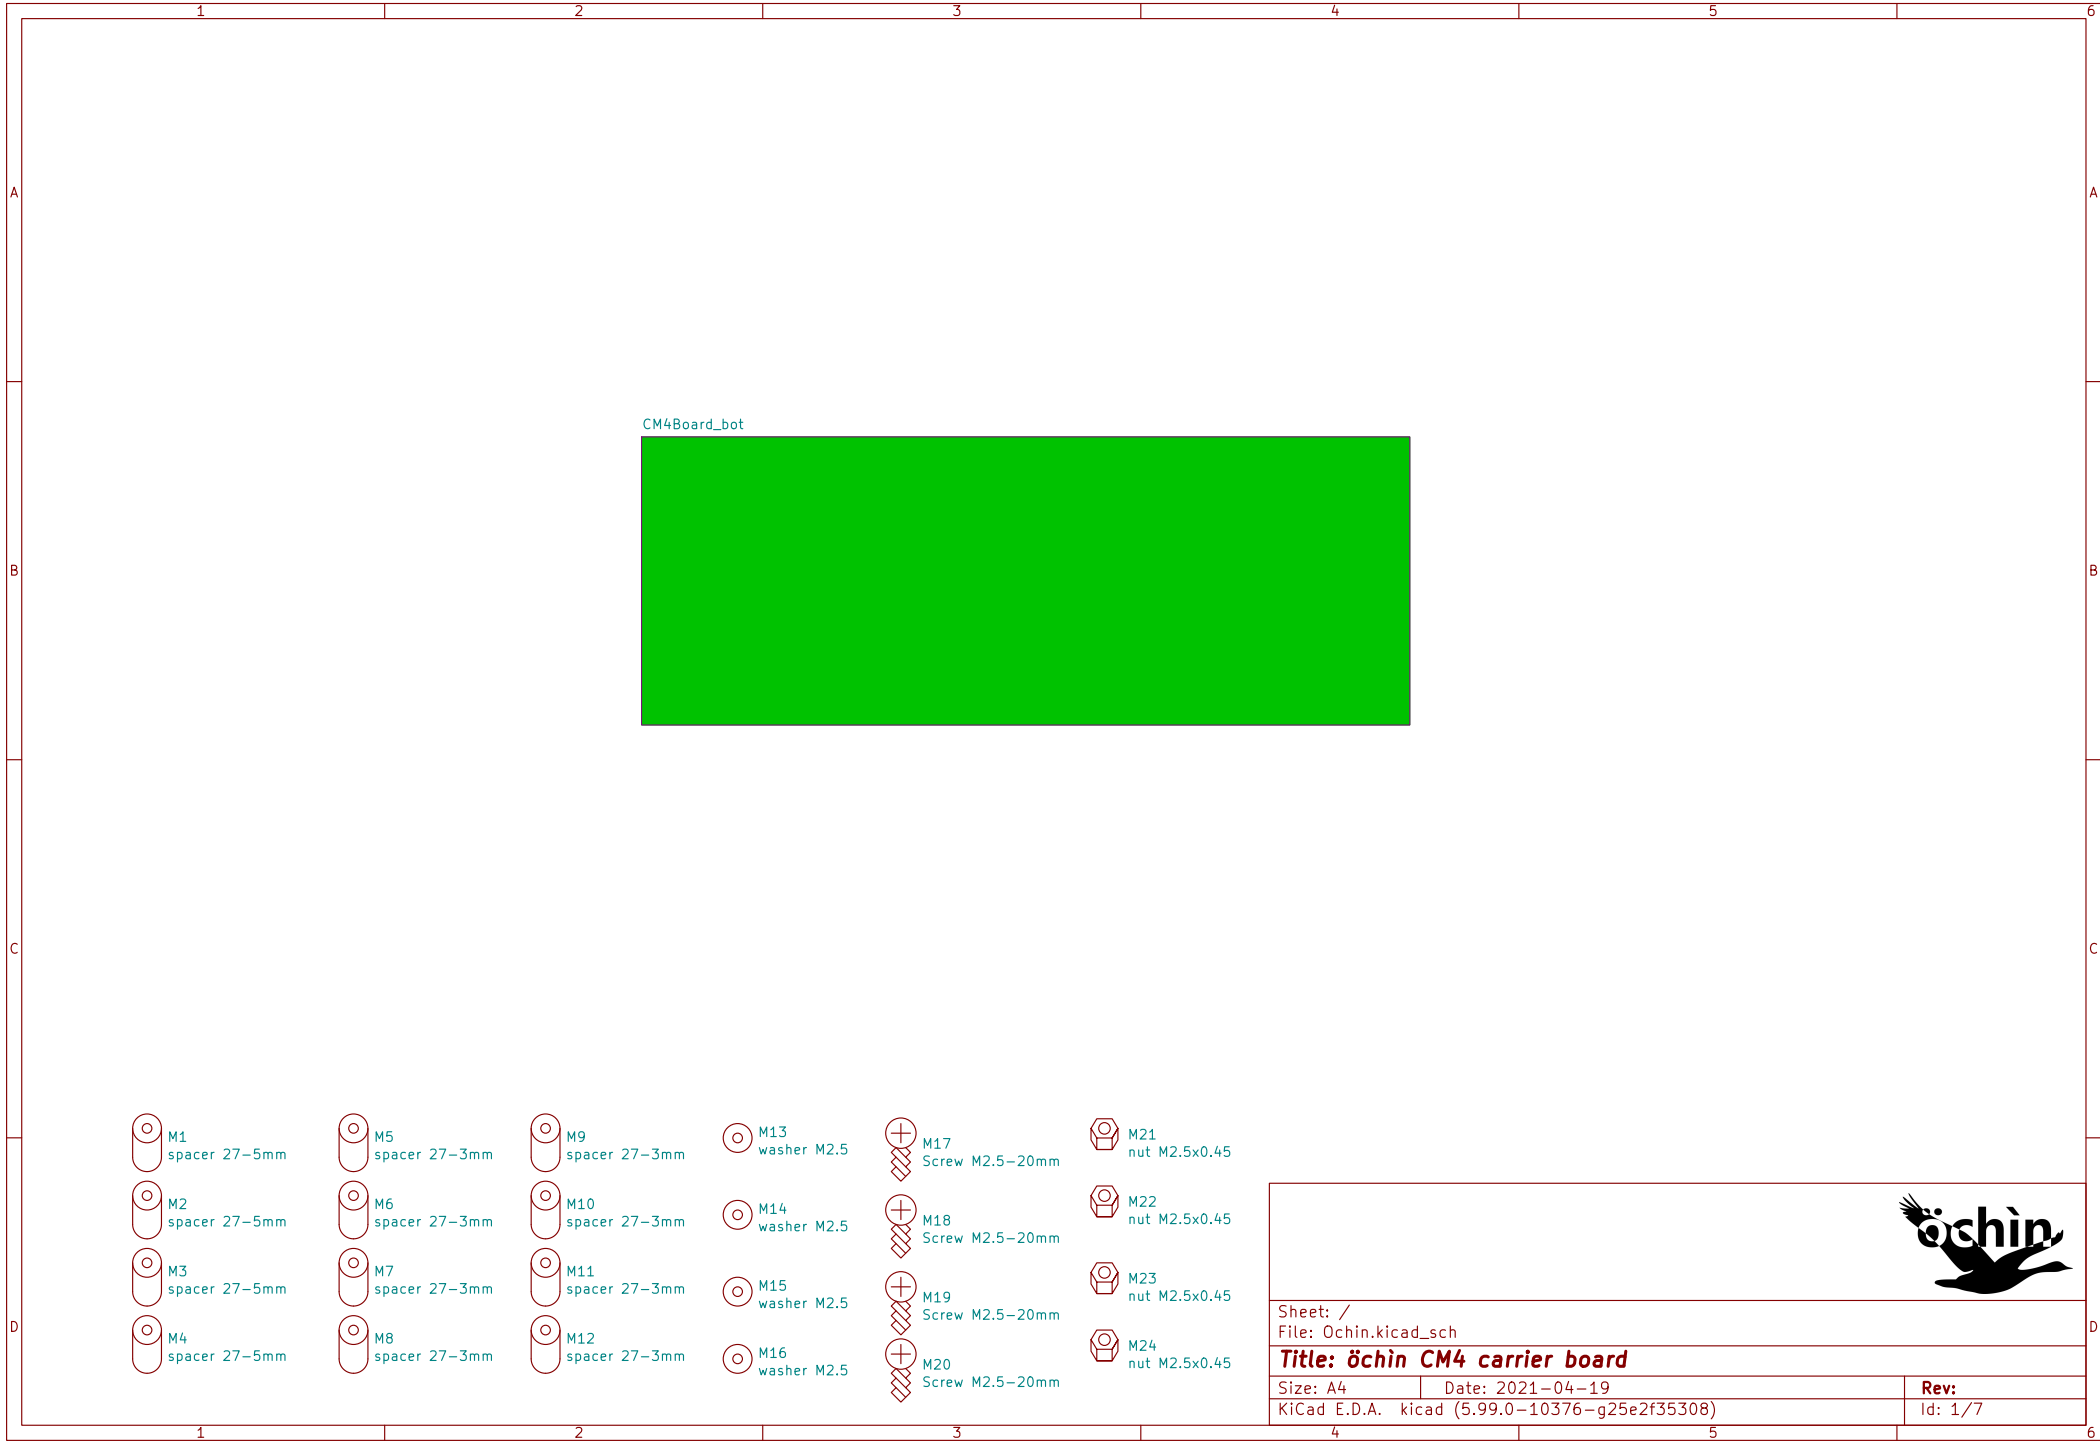 1 2 3 4 5 6
A A
CM4Board_bot
B B
C C
M1
spacer 27-5mm
M5
spacer 27-3mm
M9
spacer 27-3mm
M13
washer M2.5
M17
Screw M2.5-20mm
M21
nut M2.5x0.45
M2
spacer 27-5mm
M6
spacer 27-3mm
M10
spacer 27-3mm
M14
washer M2.5
M18
Screw M2.5-20mm
M22
nut M2.5x0.45
M3
spacer 27-5mm
M7
spacer 27-3mm
M11
spacer 27-3mm
M15
washer M2.5
M19
Screw M2.5-20mm
M23
nut M2.5x0.45
M4
spacer 27-5mm
M8
spacer 27-3mm
M12
spacer 27-3mm
M16
washer M2.5
M20
Screw M2.5-20mm
M24
nut M2.5x0.45
öchìn
Sheet: /
File: Ochin.kicad_sch
D D
Title: öchìn CM4 carrier board
Size: A4 Date: 2021-04-19 Rev:
KiCad E.D.A. kicad (5.99.0-10376-g25e2f35308) Id: 1/7
1 2 3 4 5 6